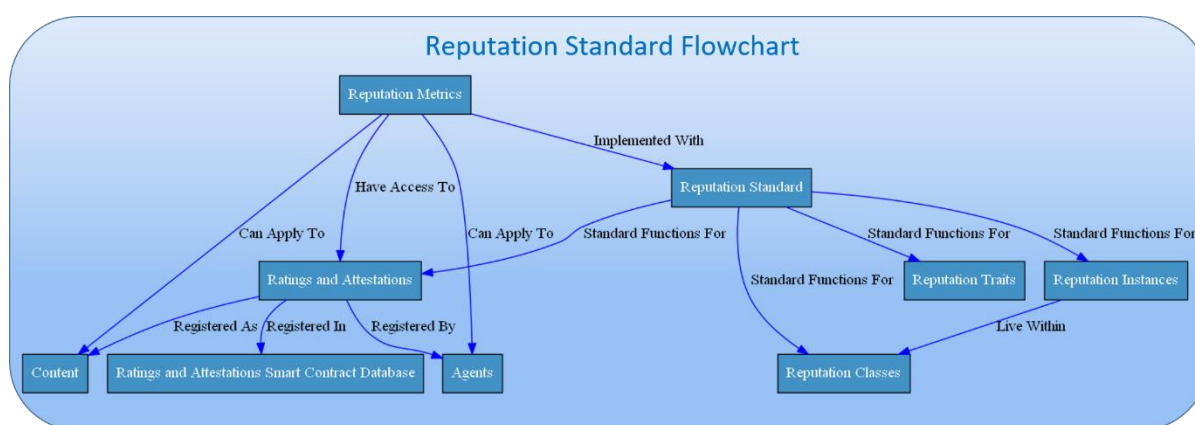 Reputation Standard Flowchart
Reputation Metrics
Implemented With
Reputation Standard
Have Access To
Can Apply To
Can Apply To
Standard Functions For
Standard Functions For
Standard Functions For
Ratings and Attestations
Standard Functions For
Reputation Traits
Reputation Instances
Registered As
Registered In
Registered By
Live Within
Content
Ratings and Attestations Smart Contract Database
Agents
Reputation Classes